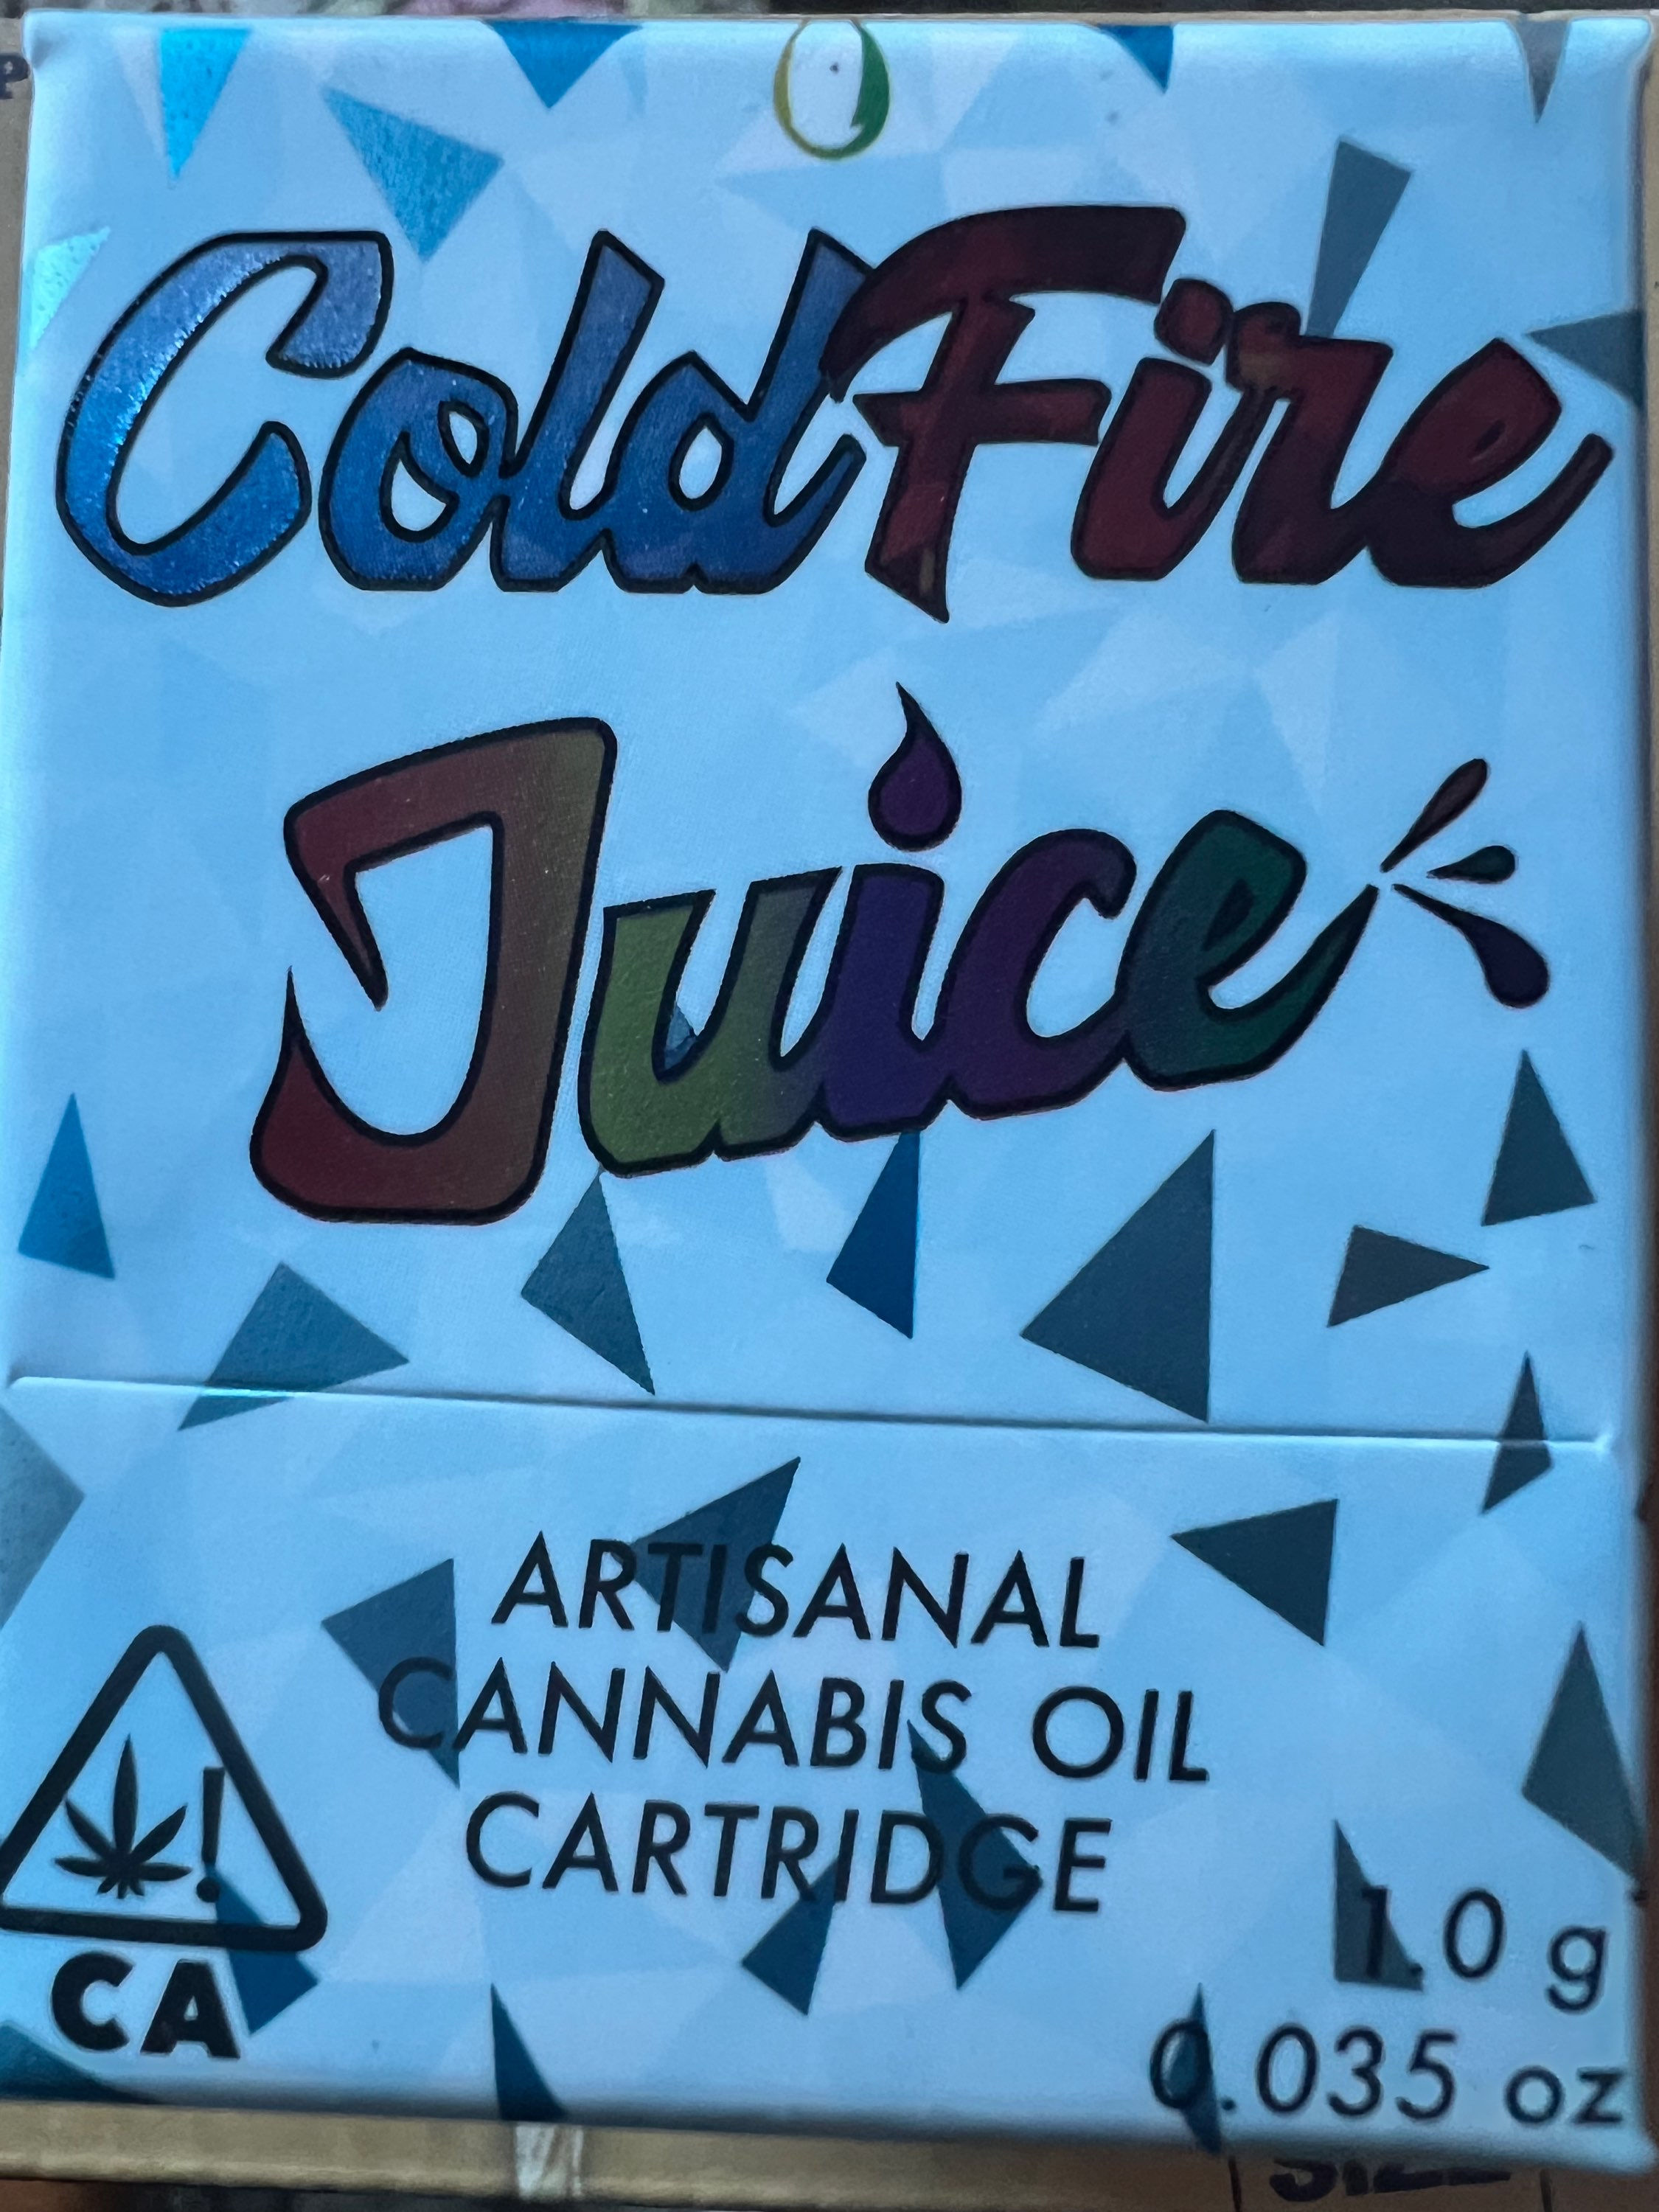 ColdFire
Juice
ARTISANAL
CANNABIS OIL
CARTRIDGE
CA
1.0 g
0.035 oz